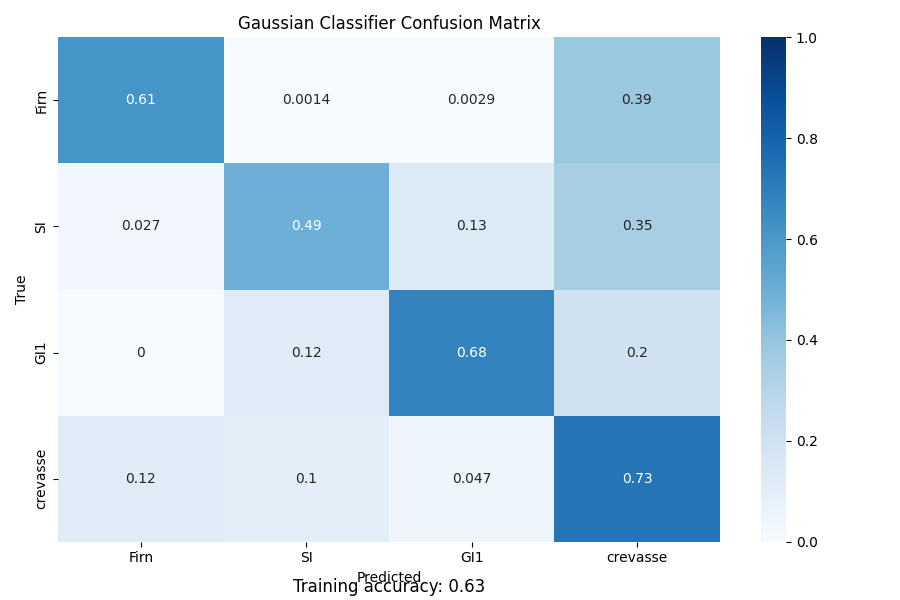 Gaussian Classifier Confusion Matrix
Firn 0.61 0.0014 0.0029 0.39
SI 0.027 0.49 0.13 0.35
GI1 0 0.12 0.68 0.2
crevasse 0.12 0.1 0.047 0.73
True
Firn SI GI1 crevasse
Predicted
Training accuracy: 0.63
1.0
0.8
0.6
0.4
0.2
0.0